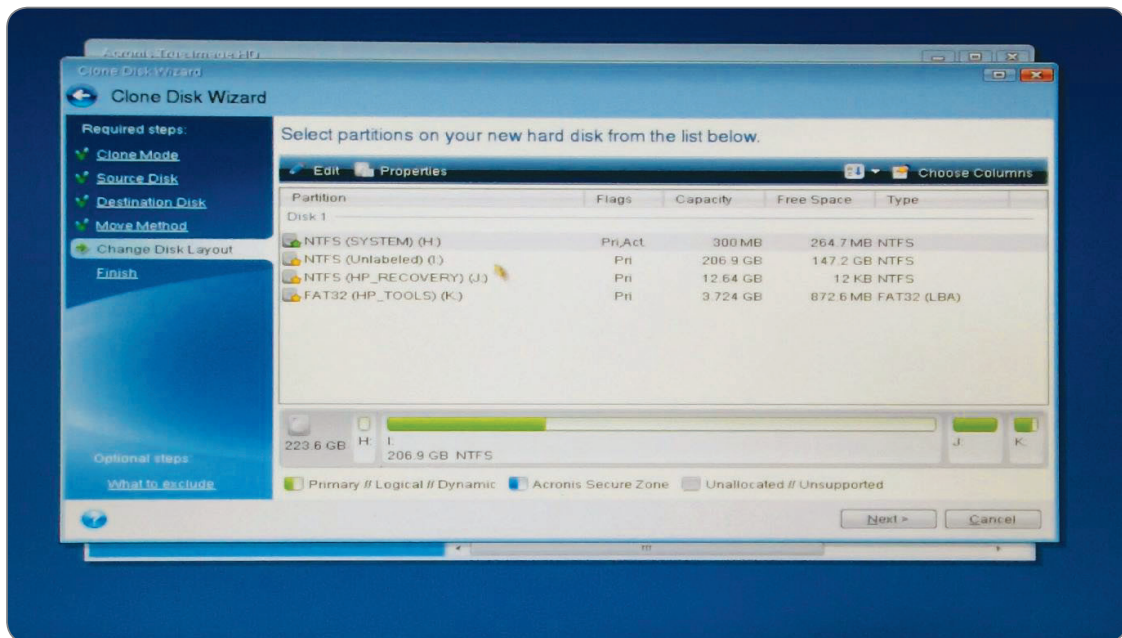 Acronis True Image HD
Clone Disk Wizard
Clone Disk Wizard
Required steps:
Clone Mode
Source Disk
Destination Disk
Move Method
Change Disk Layout
Finish
Optional steps
What to exclude
Select partitions on your new hard disk from the list below.
Edit Properties Choose Columns
Partition Flags Capacity Free Space Type
Disk 1
NTFS (SYSTEM) (H:) Pri,Act. 300 MB 264.7 MB NTFS
NTFS (Unlabeled) (I:) Pri 206.9 GB 147.2 GB NTFS
NTFS (HP_RECOVERY) (J:) Pri 12.64 GB 12 KB NTFS
FAT32 (HP_TOOLS) (K:) Pri 3.724 GB 872.6 MB FAT32 (LBA)
223.6 GB H: I: J: K:
206.9 GB NTFS
Primary // Logical // Dynamic Acronis Secure Zone Unallocated // Unsupported
Next > Cancel